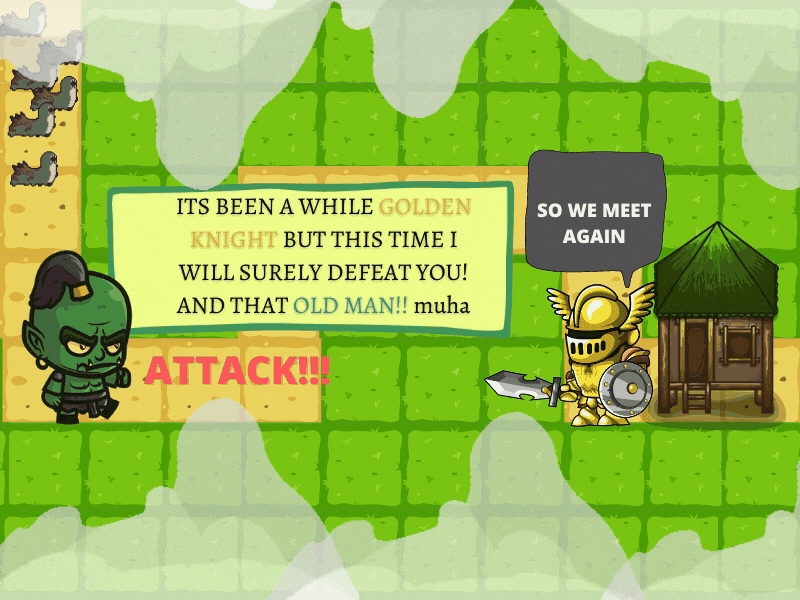 ITS BEEN A WHILE GOLDEN
KNIGHT BUT THIS TIME I
WILL SURELY DEFEAT YOU!
AND THAT OLD MAN!! muha
SO WE MEET
AGAIN
ATTACK!!!